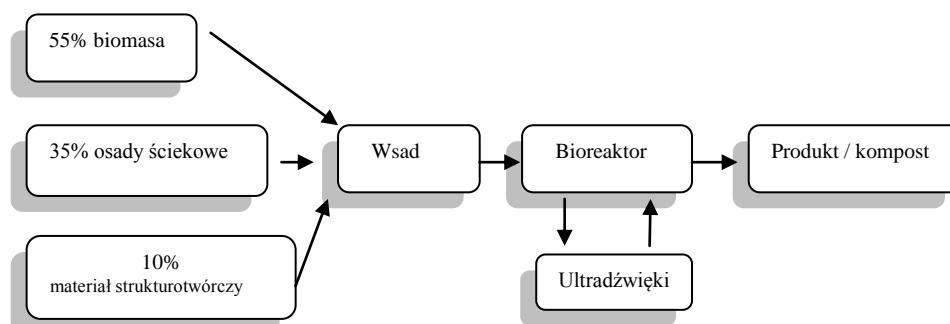 55% biomasa
35% osady ściekowe
10%
materiał strukturotwórczy
Wsad
Bioreaktor
Produkt / kompost
Ultradźwięki